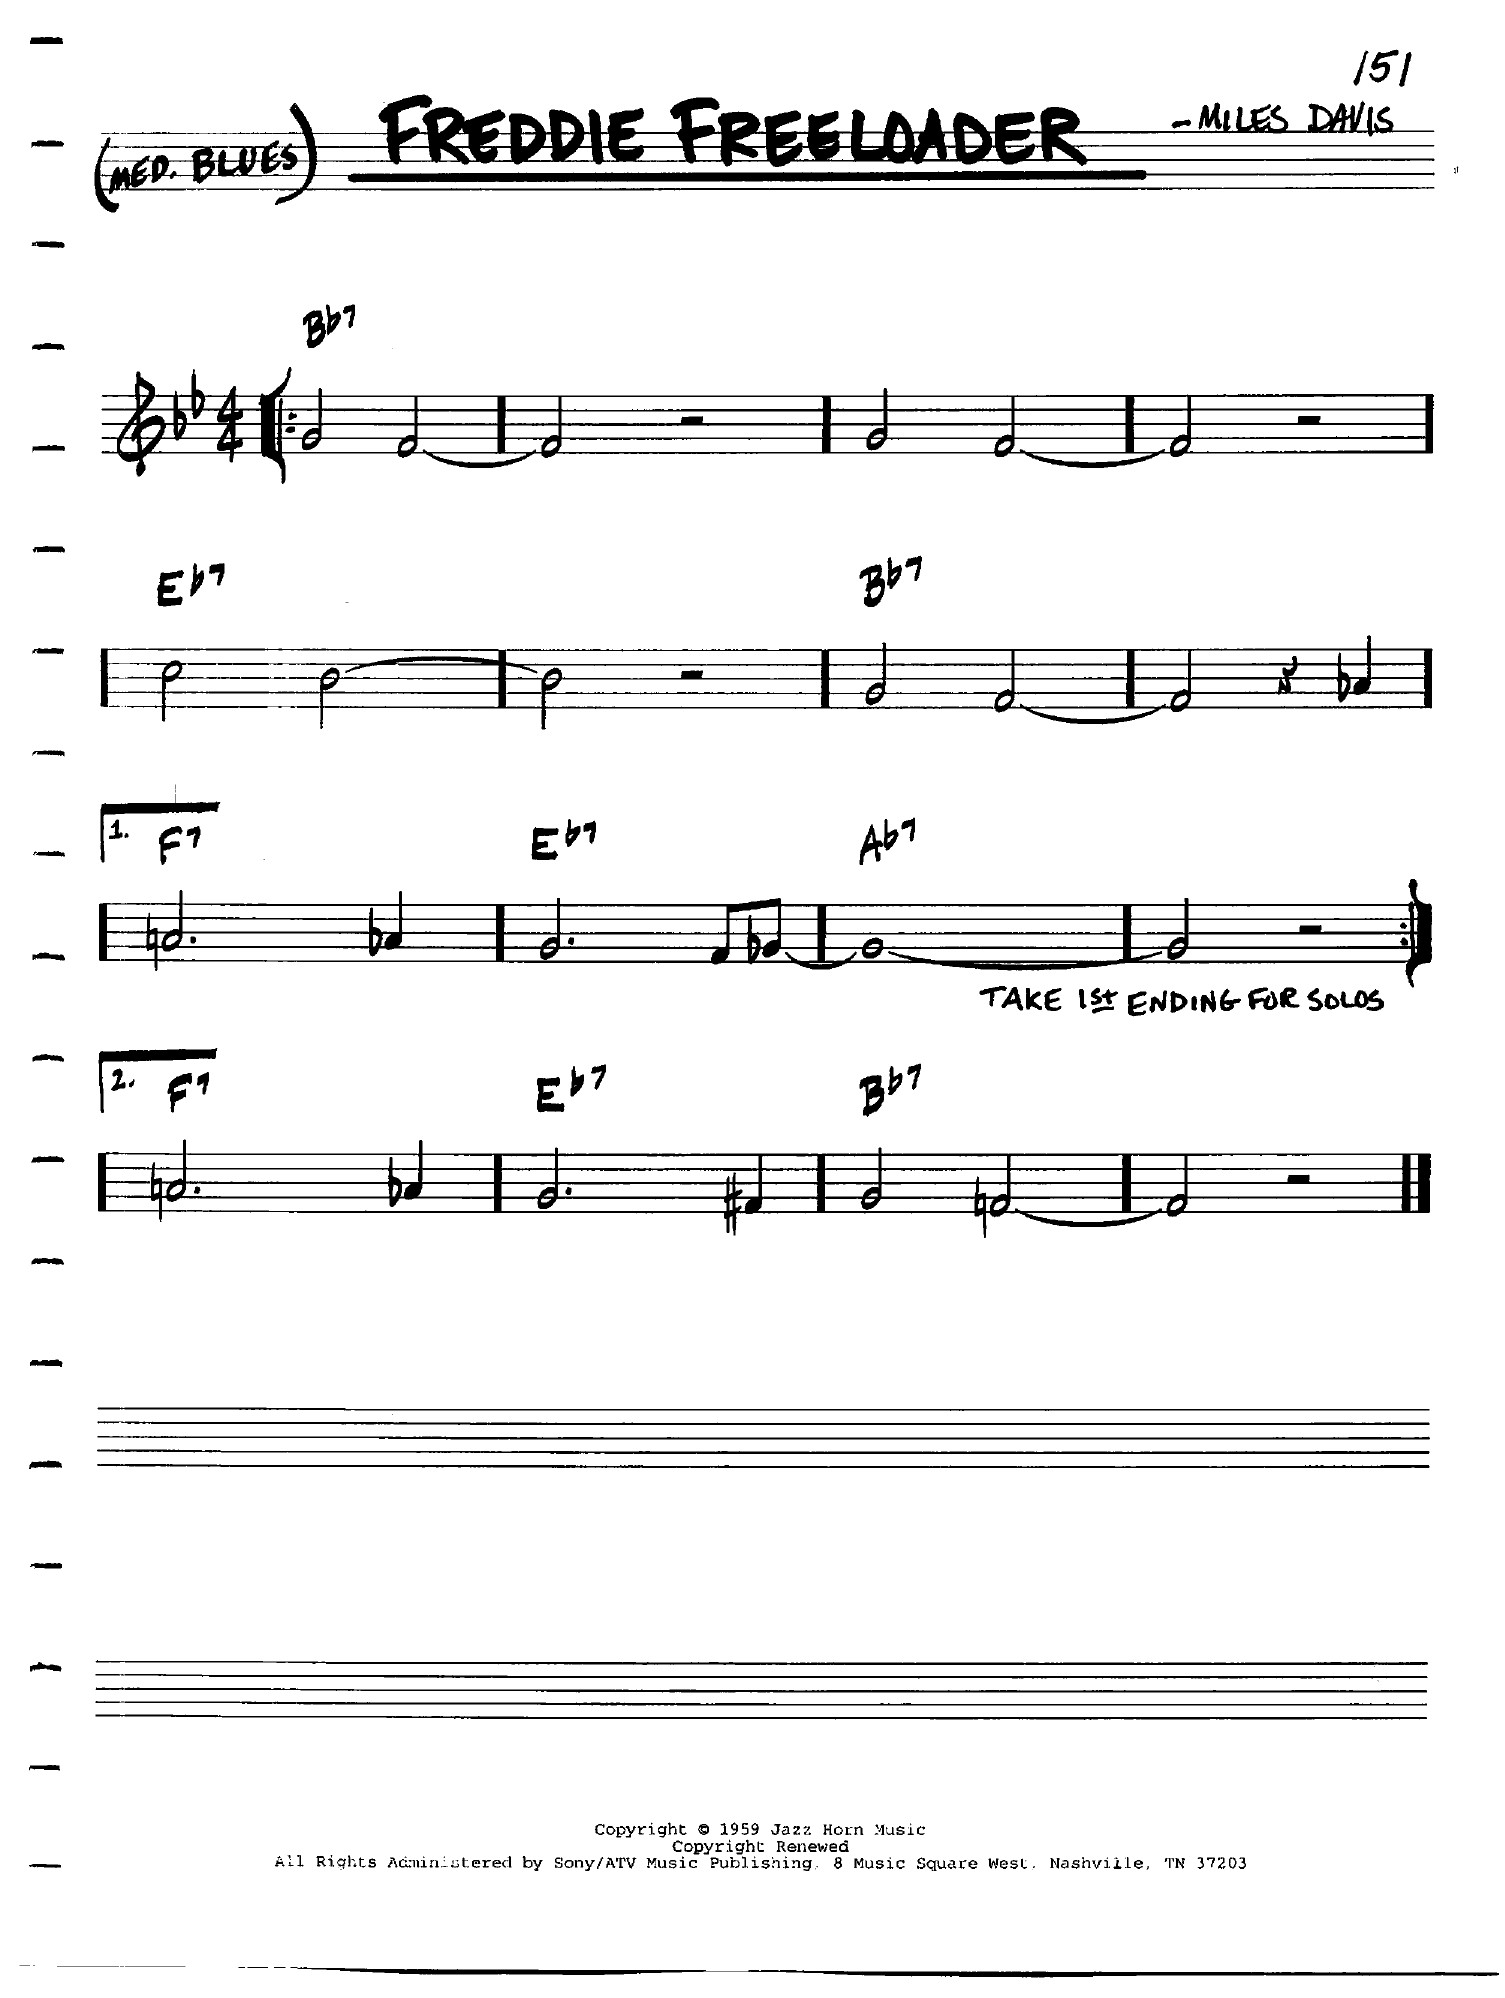 151
(MED. BLUES) FREDDIE FREELOADER - MILES DAVIS
B♭7
4
4
E♭7 B♭7
1. F7 E♭7 A♭7
TAKE 1st ENDING FOR SOLOS
2. F7 E♭7 B♭7
Copyright © 1959 Jazz Horn Music
Copyright Renewed
All Rights Administered by Sony/ATV Music Publishing, 8 Music Square West, Nashville, TN 37203